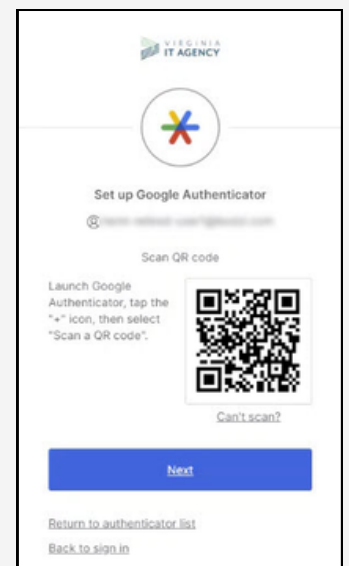 VIRGINIA
IT AGENCY
Set up Google Authenticator
Scan QR code
Launch Google
Authenticator, tap the
"+" icon, then select
"Scan a QR code".
Can't scan?
Next
Return to authenticator list
Back to sign in